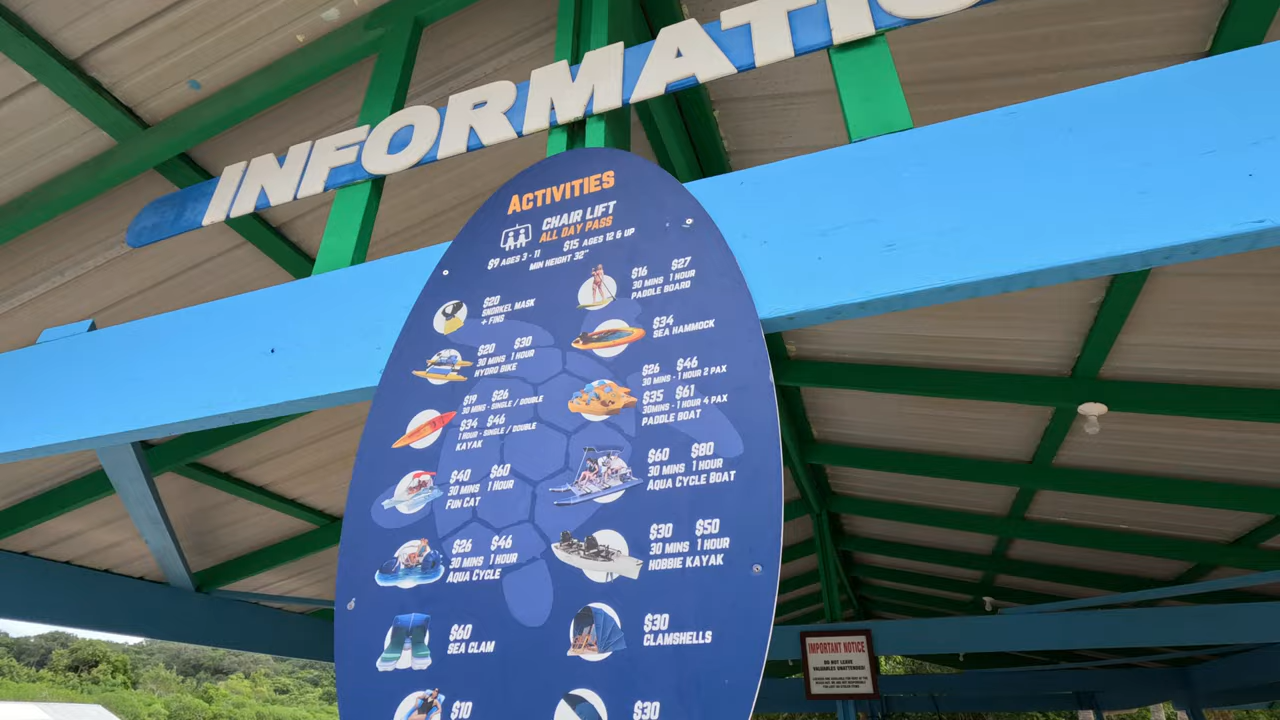 INFORMATIO
ACTIVITIES
CHAIR LIFT
ALL DAY PASS
$9 AGES 3 - 11 $15 AGES 12 & UP
MIN HEIGHT 32"
$20
SNORKEL MASK
+ FINS
$20 $30
30 MINS 1 HOUR
HYDRO BIKE
$19 $26
30 MINS - SINGLE / DOUBLE
$34 $46
1 HOUR - SINGLE / DOUBLE
KAYAK
$40 $60
30 MINS 1 HOUR
FUN CAT
$26 $46
30 MINS 1 HOUR
AQUA CYCLE
$60
SEA CLAM
$10
$16 $27
30 MINS 1 HOUR
PADDLE BOARD
$34
SEA HAMMOCK
$26 $46
30 MINS - 1 HOUR 2 PAX
$35 $61
30MINS - 1 HOUR 4 PAX
PADDLE BOAT
$60 $80
30 MINS 1 HOUR
AQUA CYCLE BOAT
$30 $50
30 MINS 1 HOUR
HOBBIE KAYAK
$30
CLAMSHELLS
$30
IMPORTANT NOTICE
DO NOT LEAVE
VALUABLES UNATTENDED!